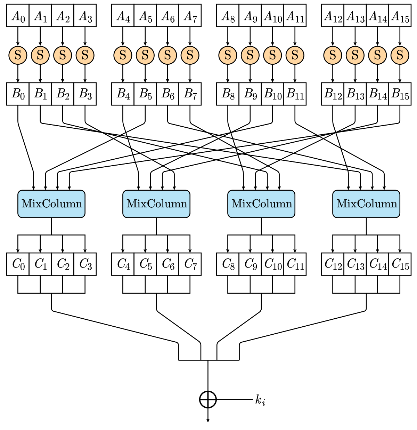 A₀ A₁ A₂ A₃ A₄ A₅ A₆ A₇ A₈ A₉ A₁₀ A₁₁ A₁₂ A₁₃ A₁₄ A₁₅
S S S S S S S S S S S S S S S S
B₀ B₁ B₂ B₃ B₄ B₅ B₆ B₇ B₈ B₉ B₁₀ B₁₁ B₁₂ B₁₃ B₁₄ B₁₅
MixColumn MixColumn MixColumn MixColumn
C₀ C₁ C₂ C₃ C₄ C₅ C₆ C₇ C₈ C₉ C₁₀ C₁₁ C₁₂ C₁₃ C₁₄ C₁₅
kᵢ